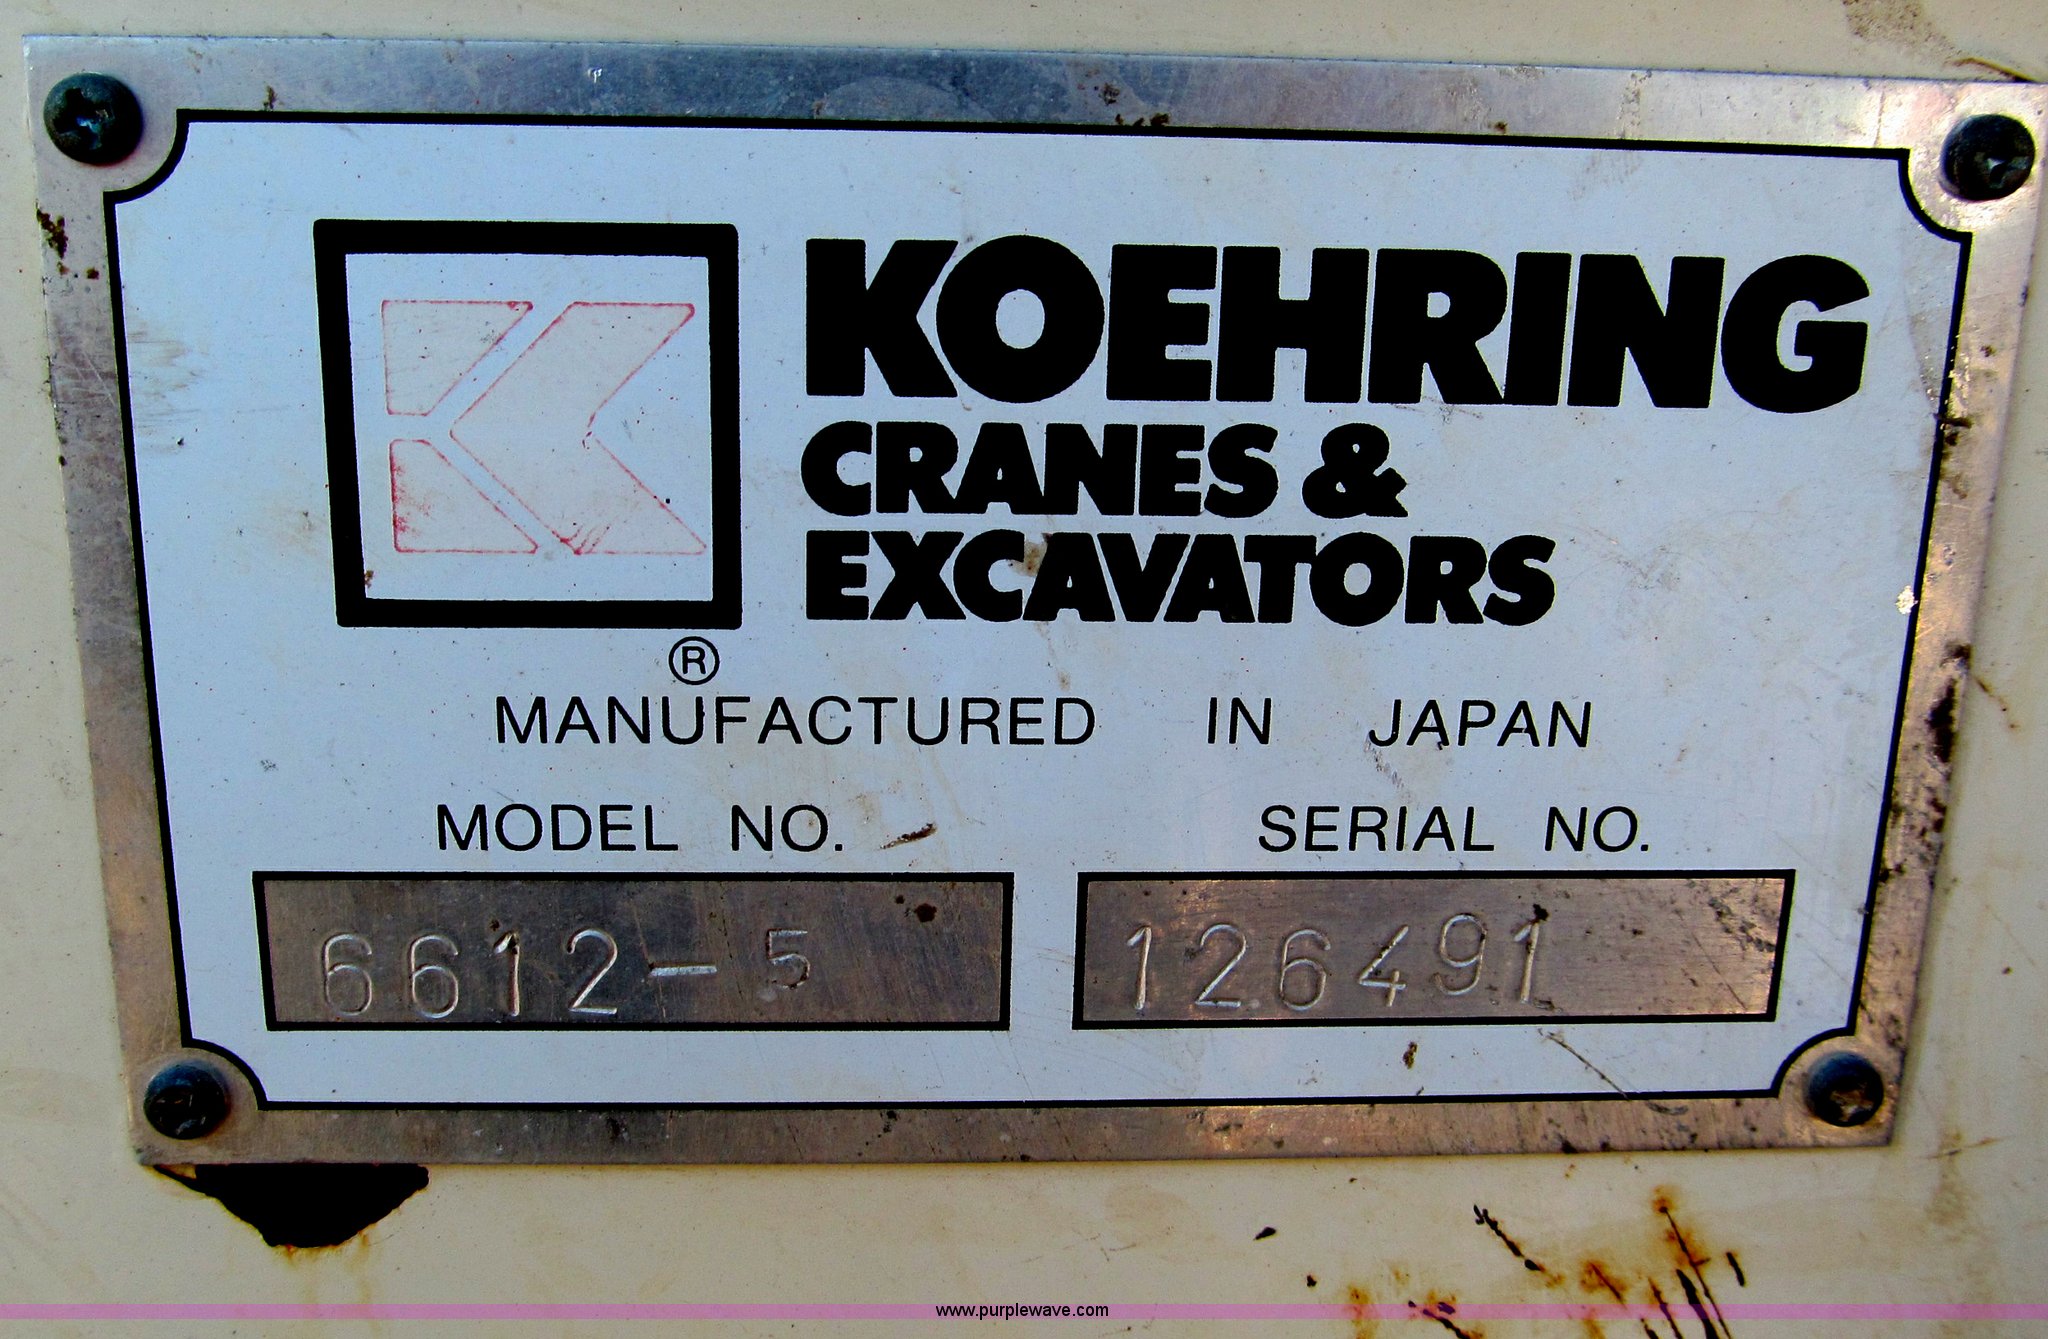 KOEHRING
CRANES &
EXCAVATORS
®
MANUFACTURED IN JAPAN
MODEL NO. SERIAL NO.
6612-5 126491
www.purplewave.com